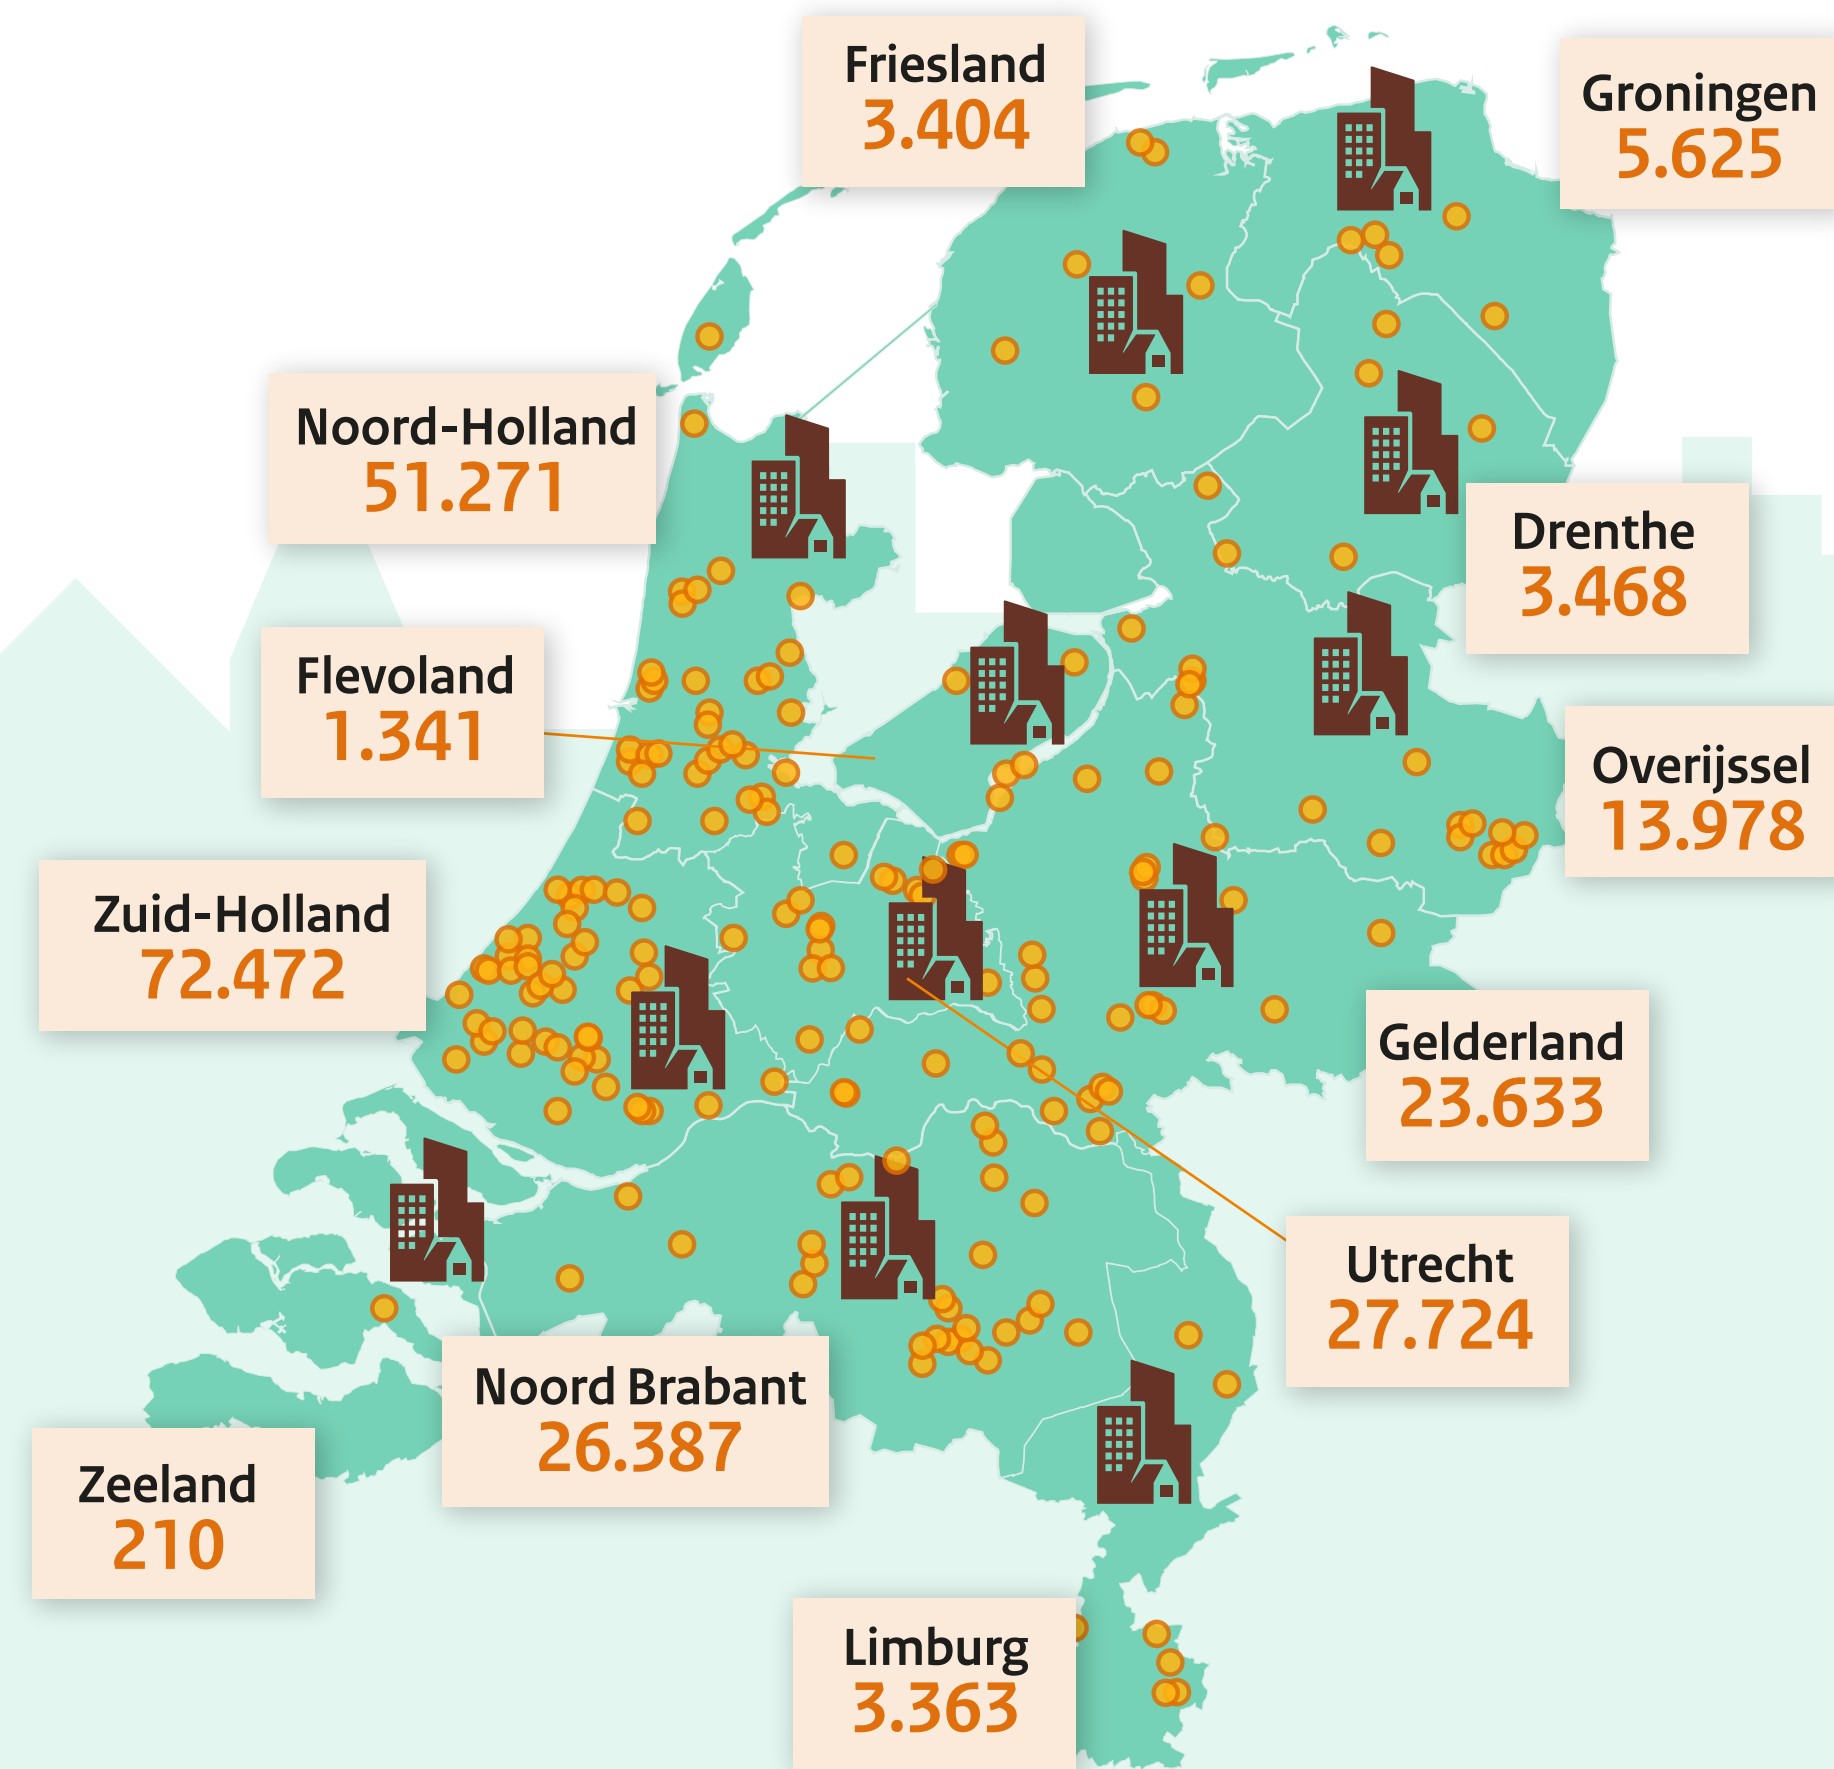 Friesland
3.404
Groningen
5.625
Noord-Holland
51.271
Drenthe
3.468
Flevoland
1.341
Overijssel
13.978
Zuid-Holland
72.472
Gelderland
23.633
Utrecht
27.724
Noord Brabant
26.387
Zeeland
210
Limburg
3.363